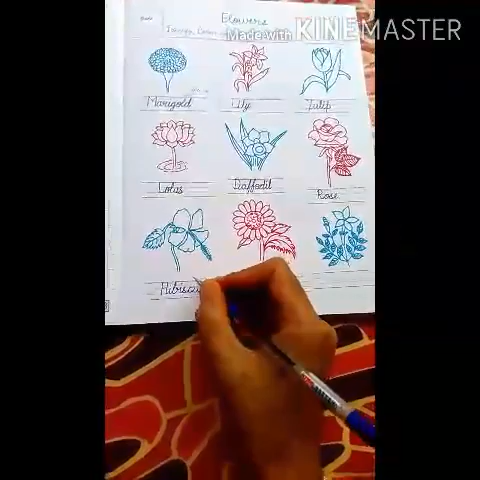 Flowers
Made with KINEMASTER
Marigold
Lily
Tulip
Lotus
Daffodil
Rose
Hibiscu